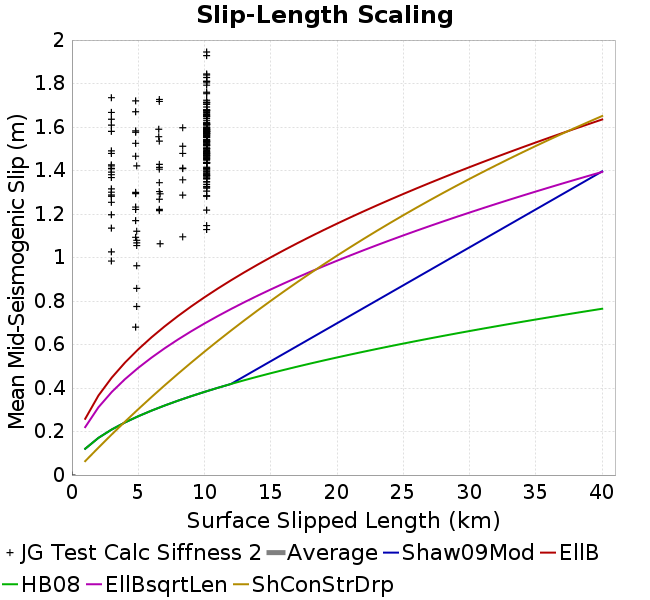 Slip-Length Scaling
Mean Mid-Seismogenic Slip (m)
2
1.8
1.6
1.4
1.2
1
0.8
0.6
0.4
0.2
0
0 5 10 15 20 25 30 35 40
Surface Slipped Length (km)
JG Test Calc Siffness 2 Average Shaw09Mod EllB
HB08 EllBsqrtLen ShConStrDrp